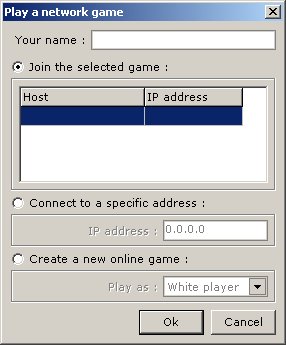 Play a network game
Your name :
Join the selected game :
Host IP address
Connect to a specific address :
IP address : 0.0.0.0
Create a new online game :
Play as : White player
Ok Cancel